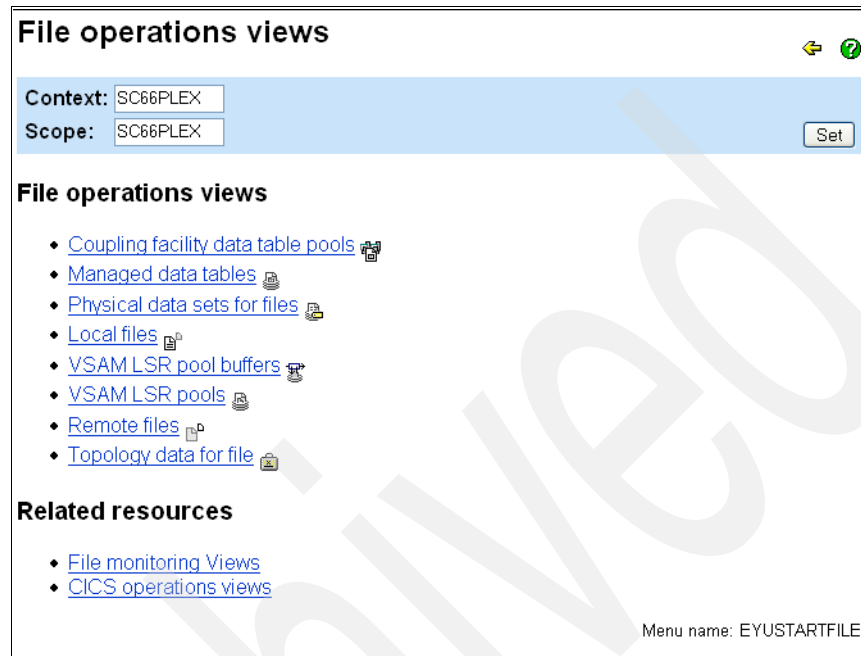 File operations views
Context: SC66PLEX
Scope: SC66PLEX
Set
File operations views
Coupling facility data table pools
Managed data tables
Physical data sets for files
Local files
VSAM LSR pool buffers
VSAM LSR pools
Remote files
Topology data for file
Related resources
File monitoring Views
CICS operations views
Menu name: EYUSTARTFILE
hived